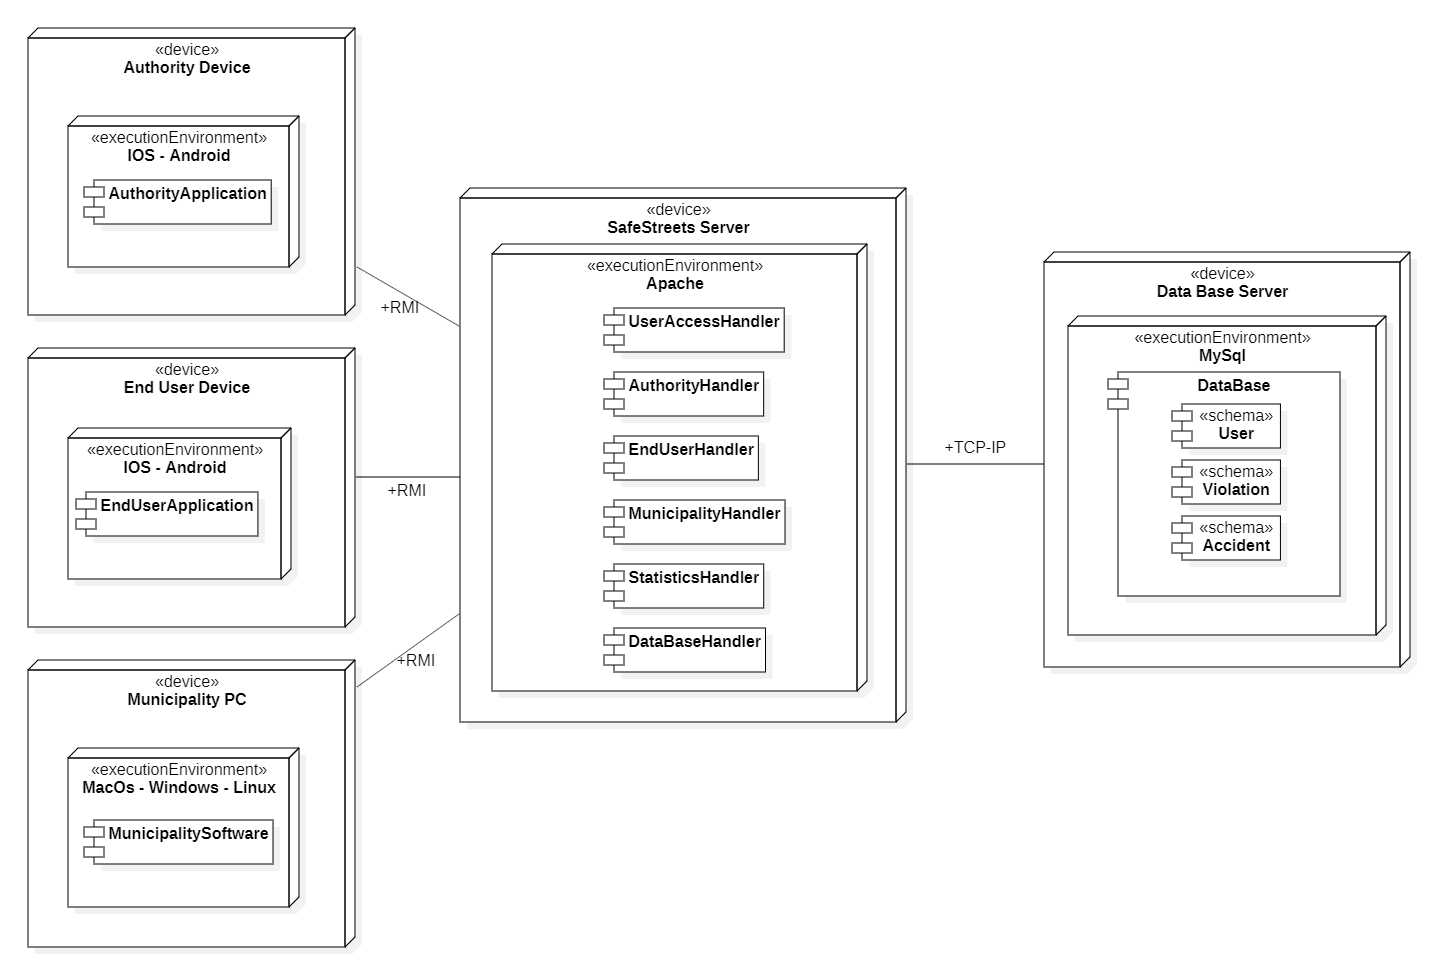 «device»
Authority Device
«executionEnvironment»
IOS - Android
AuthorityApplication
+RMI
«device»
End User Device
«executionEnvironment»
IOS - Android
EndUserApplication
+RMI
«device»
Municipality PC
«executionEnvironment»
MacOs - Windows - Linux
MunicipalitySoftware
+RMI
«device»
SafeStreets Server
«executionEnvironment»
Apache
UserAccessHandler
AuthorityHandler
EndUserHandler
MunicipalityHandler
StatisticsHandler
DataBaseHandler
+TCP-IP
«device»
Data Base Server
«executionEnvironment»
MySql
DataBase
«schema»
User
«schema»
Violation
«schema»
Accident